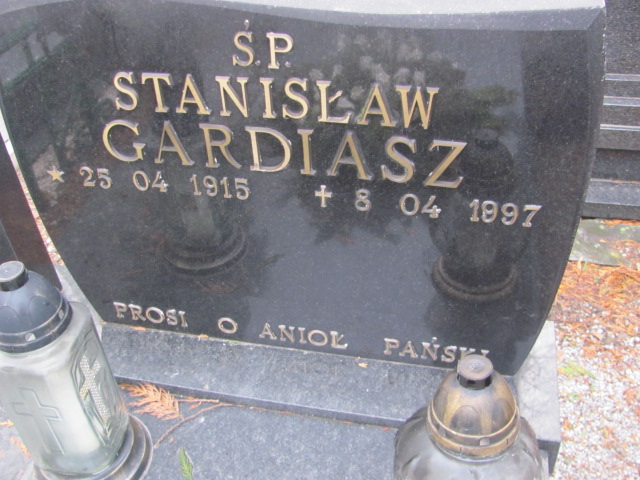 Ś.P.
STANISŁAW
GARDIASZ
* 25 04 1915 + 8 04 1997
PROSI O ANIOŁ PAŃSKI